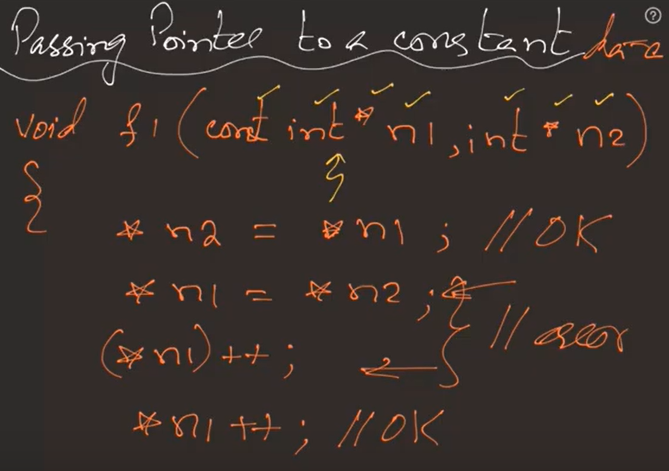 Passing Pointer to a constant data
void f1 (const int * n1, int * n2)
{
* n2 = * n1 ; // OK
* n1 = * n2 ;
(* n1) ++ ; } // error
* n1 ++ ; // OK